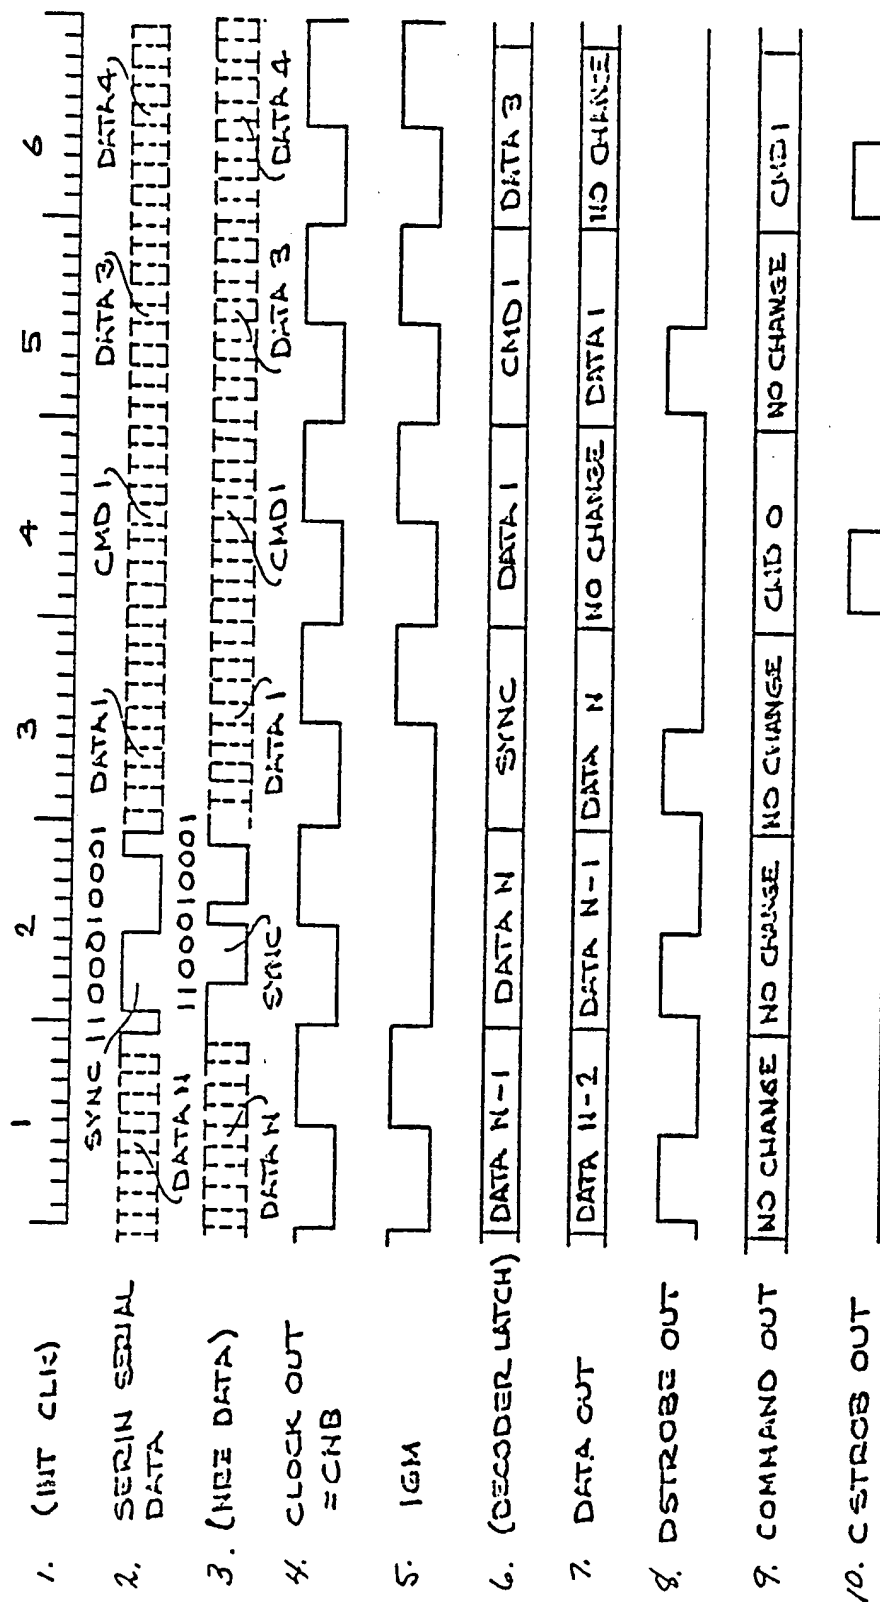 1 2 3 4 5 6
1. (INT CLK)
SYNC 1100010001 DATA 1 CMD 1 DATA 3 DATA 4
2. SERIN SERIAL DATA
DATA N 1100010001
3. (NRZ DATA)
DATA N SYNC DATA 1 CMD 1 DATA 3 DATA 4
4. CLOCK OUT
= CNB
5. IGM
6. (DECODER LATCH) DATA N-1 DATA N SYNC DATA 1 CMD 1 DATA 3
7. DATA OUT DATA N-2 DATA N-1 DATA N NO CHANGE DATA 1 NO CHANGE
8. DSTROBE OUT
9. COMMAND OUT NO CHANGE NO CHANGE NO CHANGE CMD 0 NO CHANGE CMD 1
10. CSTROB OUT